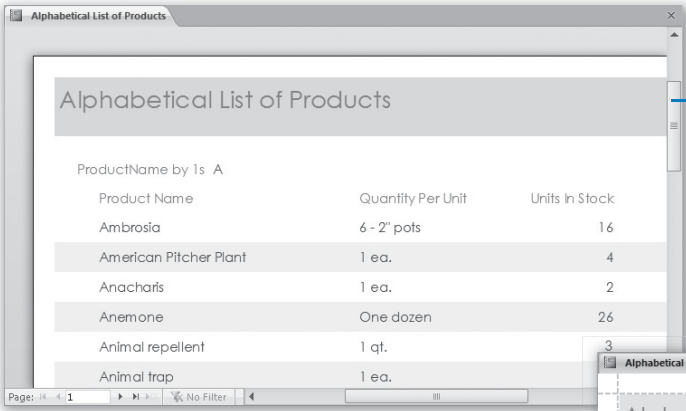 Alphabetical List of Products
Alphabetical List of Products
ProductName by 1s A
Product Name Quantity Per Unit Units In Stock
Ambrosia 6 - 2" pots 16
American Pitcher Plant 1 ea. 4
Anacharis 1 ea. 2
Anemone One dozen 26
Animal repellent 1 qt. 3
Animal trap 1 ea.
Alphabetical
Page: 1 No Filter